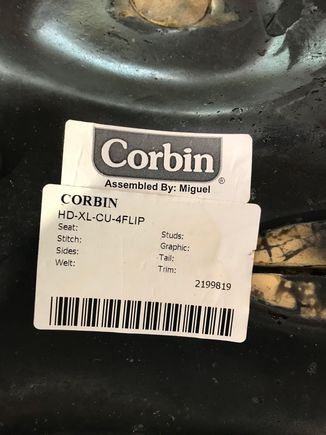 Corbin®
Assembled By: Miguel
CORBIN
HD-XL-CU-4FLIP
Seat: Studs:
Stitch: Graphic:
Sides: Tail:
Welt: Trim:
2199819